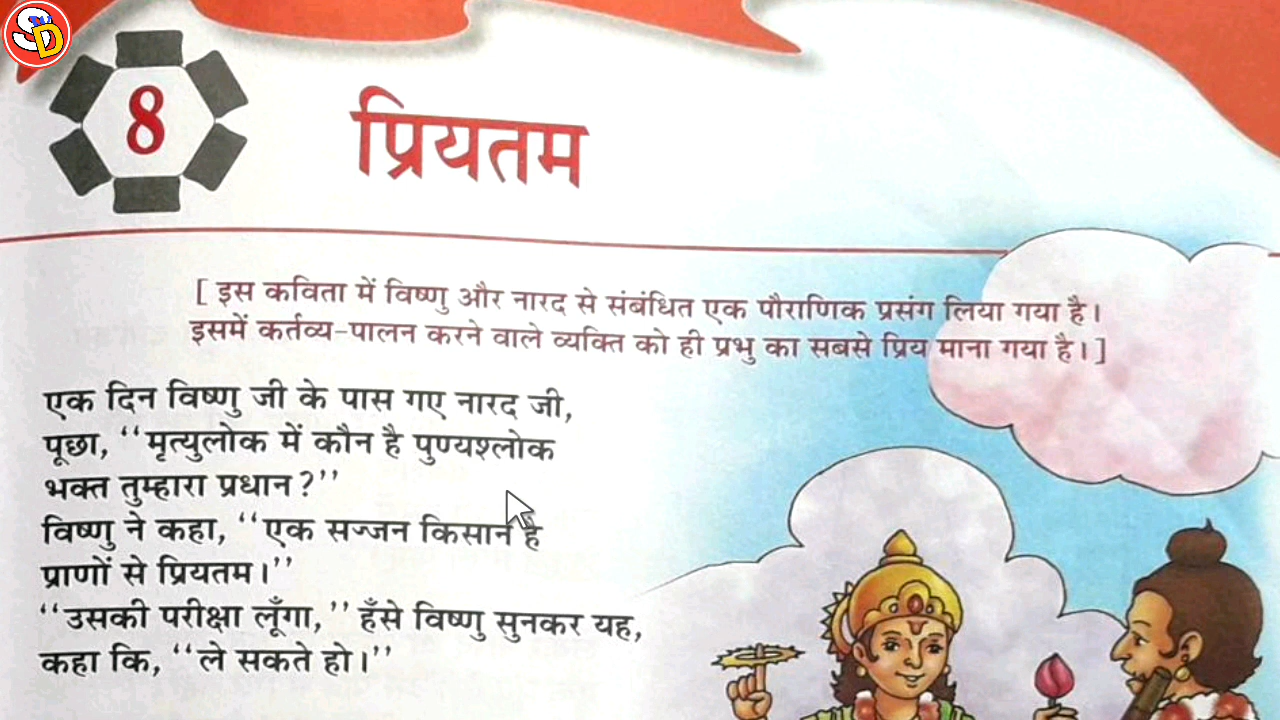 SD
8
प्रियतम
[ इस कविता में विष्णु और नारद से संबंधित एक पौराणिक प्रसंग लिया गया है।
इसमें कर्तव्य-पालन करने वाले व्यक्ति को ही प्रभु का सबसे प्रिय माना गया है। ]
एक दिन विष्णु जी के पास गए नारद जी,
पूछा, ‘‘मृत्युलोक में कौन है पुण्यश्लोक
भक्त तुम्हारा प्रधान?’’
विष्णु ने कहा, ‘‘एक सज्जन किसान है
प्राणों से प्रियतम।’’
‘‘उसकी परीक्षा लूँगा,’’ हँसे विष्णु सुनकर यह,
कहा कि, ‘‘ले सकते हो।’’